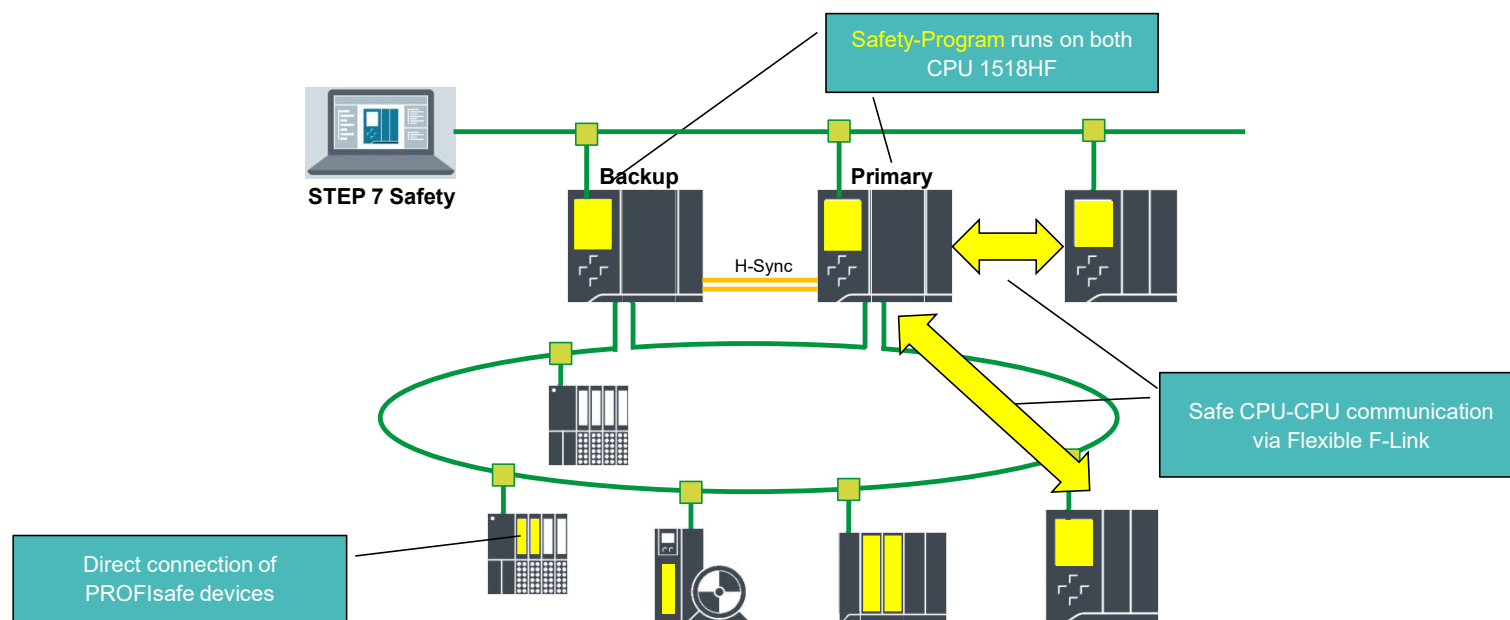 Safety-Program runs on both
CPU 1518HF
STEP 7 Safety
Backup
Primary
H-Sync
Safe CPU-CPU communication
via Flexible F-Link
Direct connection of
PROFIsafe devices